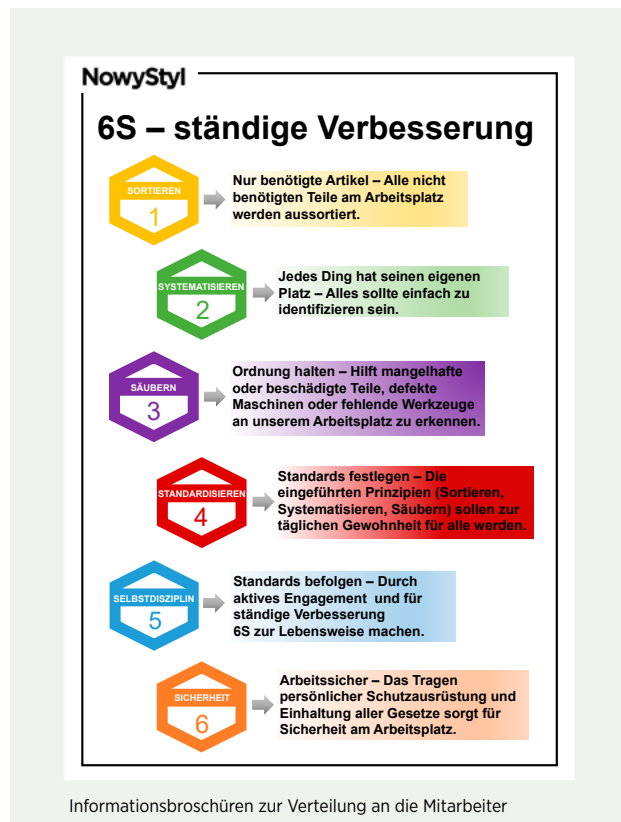 NowyStyl
6S – ständige Verbesserung
SORTIEREN
1
Nur benötigte Artikel – Alle nicht
benötigten Teile am Arbeitsplatz
werden aussortiert.
SYSTEMATISIEREN
2
Jedes Ding hat seinen eigenen
Platz – Alles sollte einfach zu
identifizieren sein.
SÄUBERN
3
Ordnung halten – Hilft mangelhafte
oder beschädigte Teile, defekte
Maschinen oder fehlende Werkzeuge
an unserem Arbeitsplatz zu erkennen.
STANDARDISIEREN
4
Standards festlegen – Die
eingeführten Prinzipien (Sortieren,
Systematisieren, Säubern) sollen zur
täglichen Gewohnheit für alle werden.
SELBSTDISZIPLIN
5
Standards befolgen – Durch
aktives Engagement und für
ständige Verbesserung
6S zur Lebensweise machen.
SICHERHEIT
6
Arbeitssicher – Das Tragen
persönlicher Schutzausrüstung und
Einhaltung aller Gesetze sorgt für
Sicherheit am Arbeitsplatz.
Informationsbroschüren zur Verteilung an die Mitarbeiter